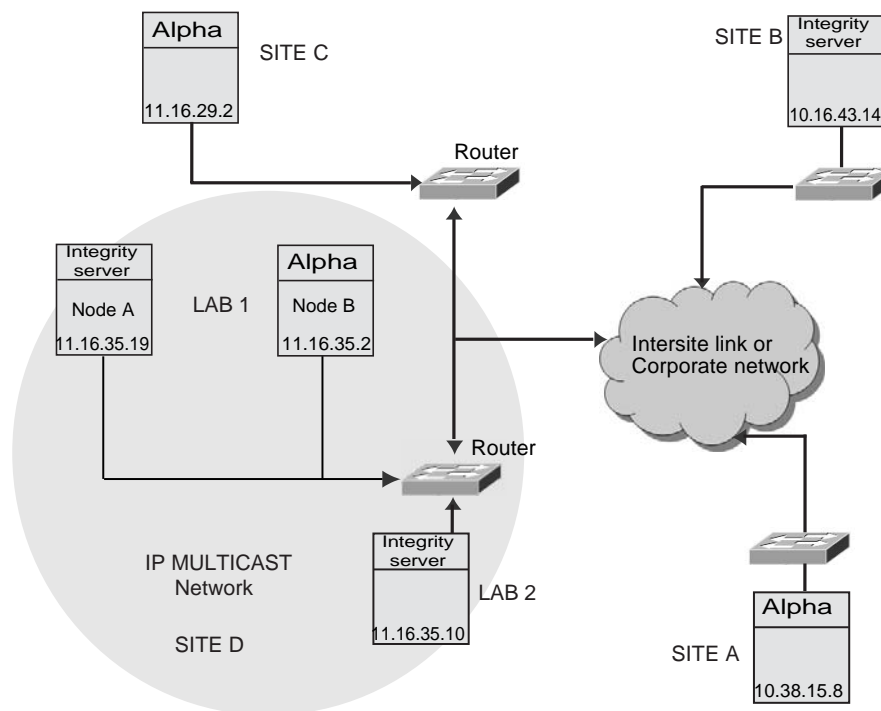 Alpha
11.16.29.2
SITE C
SITE B
Integrity
server
10.16.43.14
Router
Integrity
server
Node A
11.16.35.19
LAB 1
Alpha
Node B
11.16.35.2
Intersite link or
Corporate network
Router
IP MULTICAST
Network
SITE D
Integrity
server
11.16.35.10
LAB 2
SITE A
Alpha
10.38.15.8